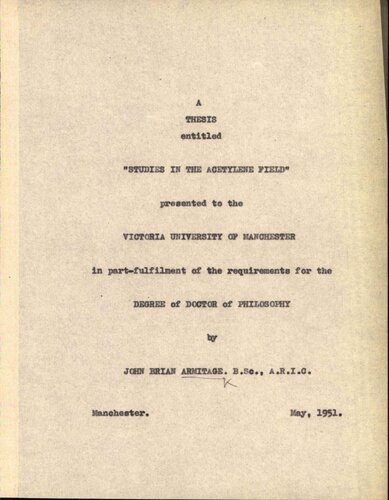 A
THESIS
entitled
"STUDIES IN THE ACETYLENE FIELD"
presented to the
VICTORIA UNIVERSITY OF MANCHESTER
in part-fulfilment of the requirements for the
DEGREE of DOCTOR of PHILOSOPHY
by
JOHN BRIAN ARMITAGE. B.Sc., A.R.I.C.
Manchester. May, 1951.